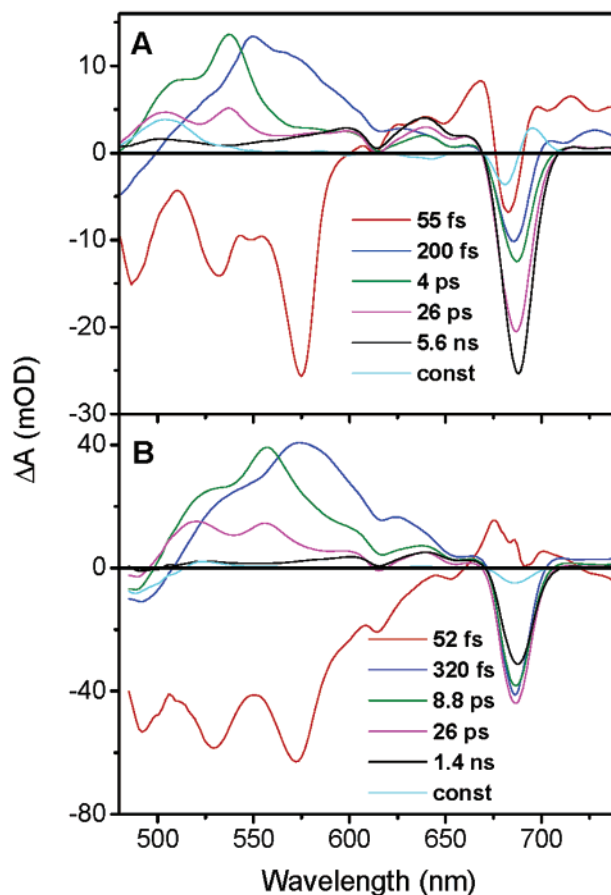 A
10
0
-10
-20
-30
55 fs
200 fs
4 ps
26 ps
5.6 ns
const
ΔA (mOD)
B
40
0
-40
-80
52 fs
320 fs
8.8 ps
26 ps
1.4 ns
const
500 550 600 650 700
Wavelength (nm)